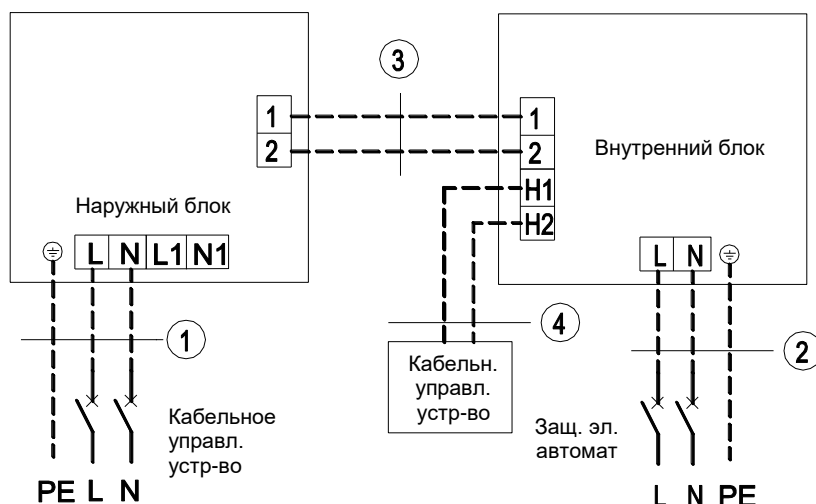 3
1
2
1
2
H1
H2
Внутренний блок
Наружный блок
L N L1 N1
L N
1
4
2
Кабельн.
управл.
устр-во
Кабельное
управл.
устр-во
Защ. эл.
автомат
PE L N
L N PE